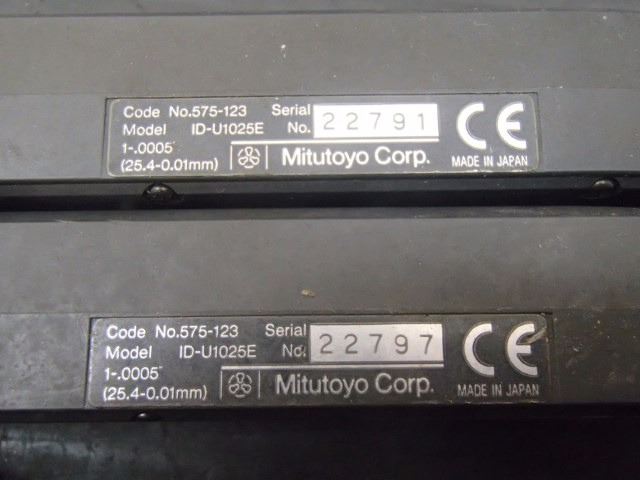 Code No.575-123 Serial
Model ID-U1025E No. 22791
1-.0005"
(25.4-0.01mm) Mitutoyo Corp.
CE
MADE IN JAPAN
Code No.575-123 Serial
Model ID-U1025E No. 22797
1-.0005"
(25.4-0.01mm) Mitutoyo Corp.
CE
MADE IN JAPAN